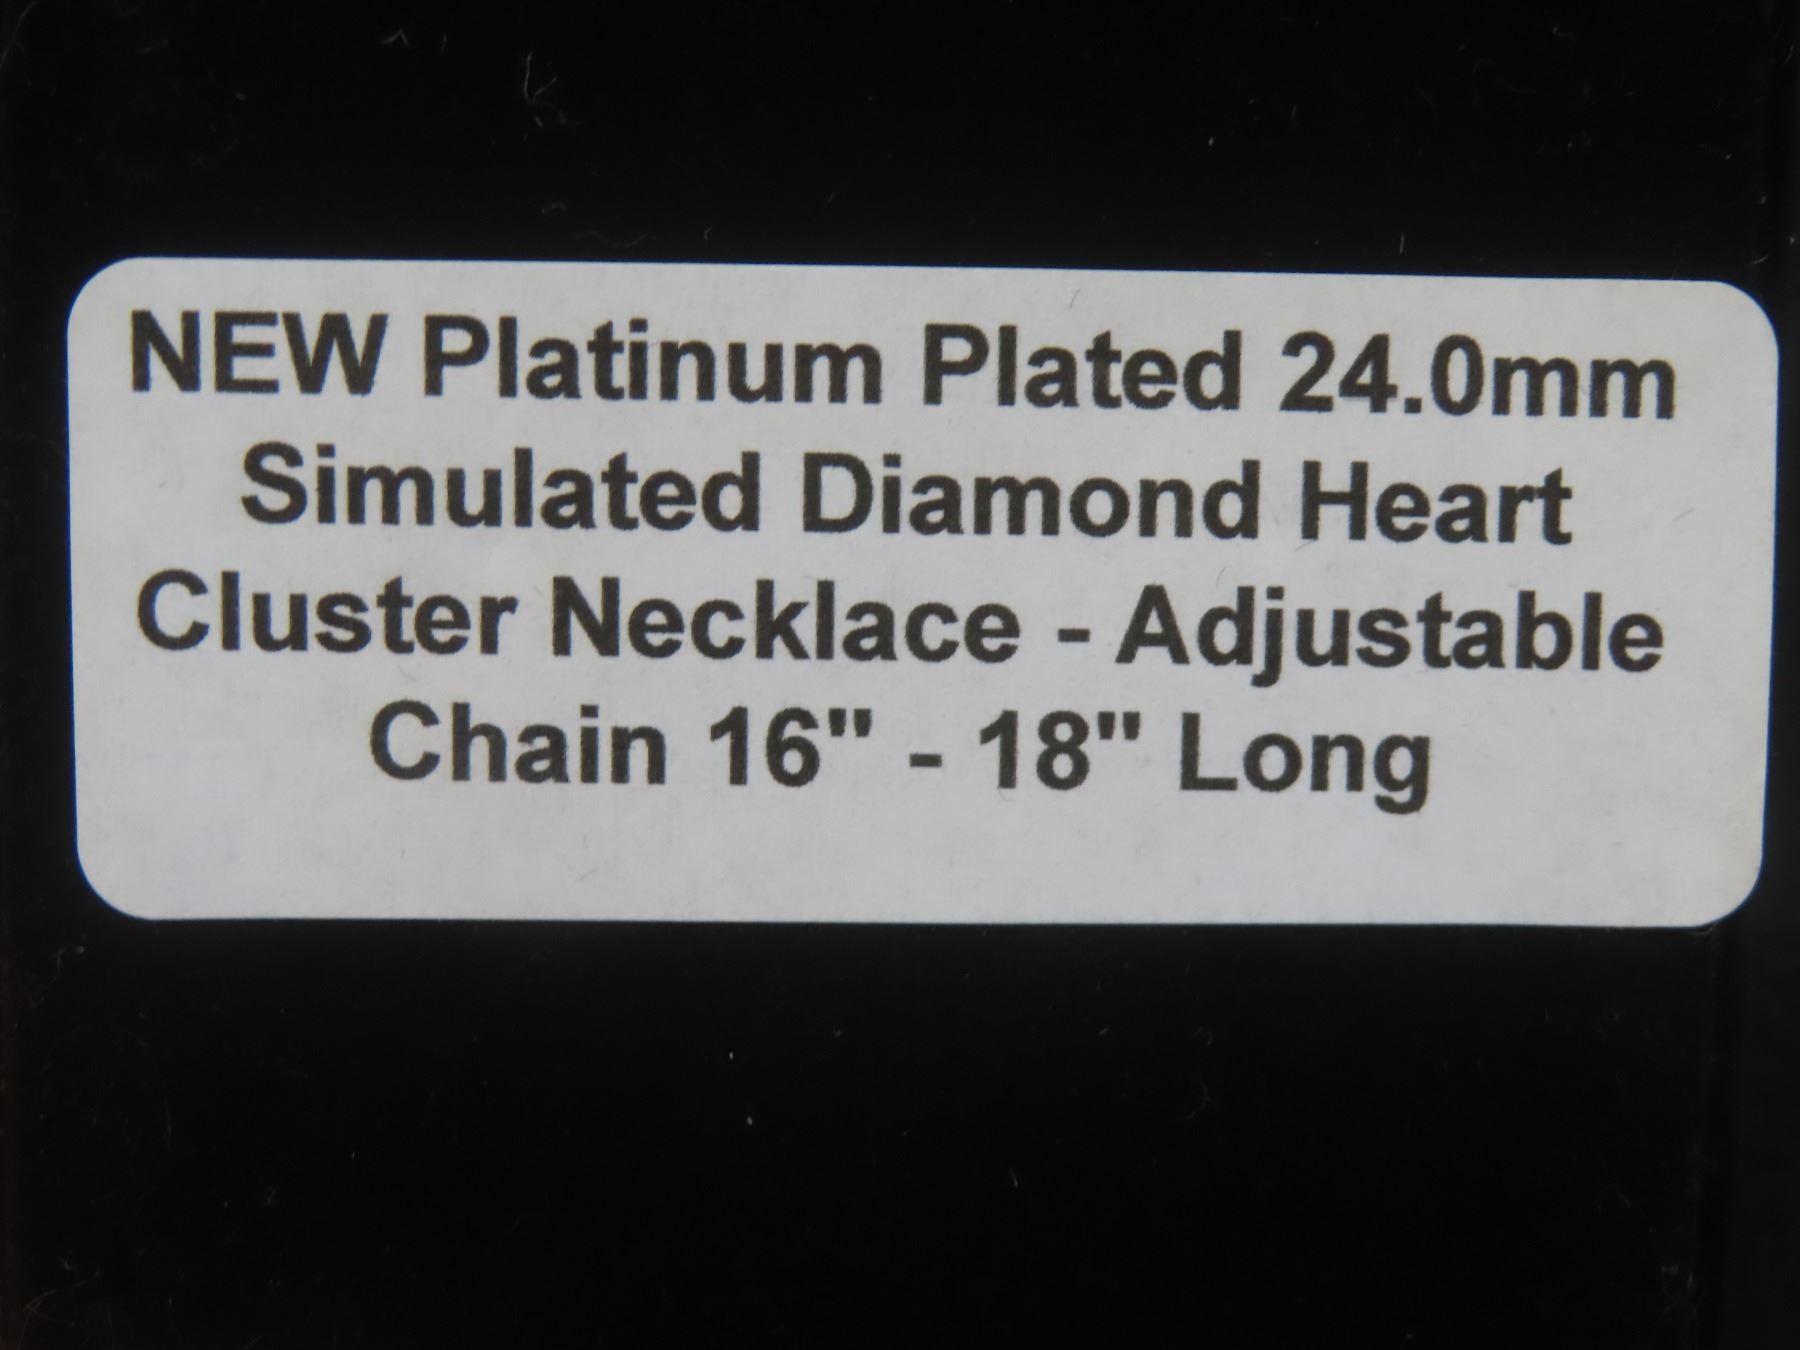 NEW Platinum Plated 24.0mm
Simulated Diamond Heart
Cluster Necklace - Adjustable
Chain 16" - 18" Long